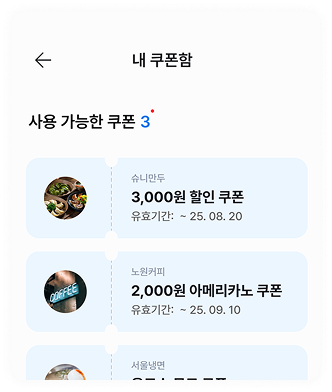 내 쿠폰함
사용 가능한 쿠폰 3
슈니만두
3,000원 할인 쿠폰
유효기간: ~ 25. 08. 20
COFFEE
노원커피
2,000원 아메리카노 쿠폰
유효기간: ~ 25. 09. 10
서울냉면